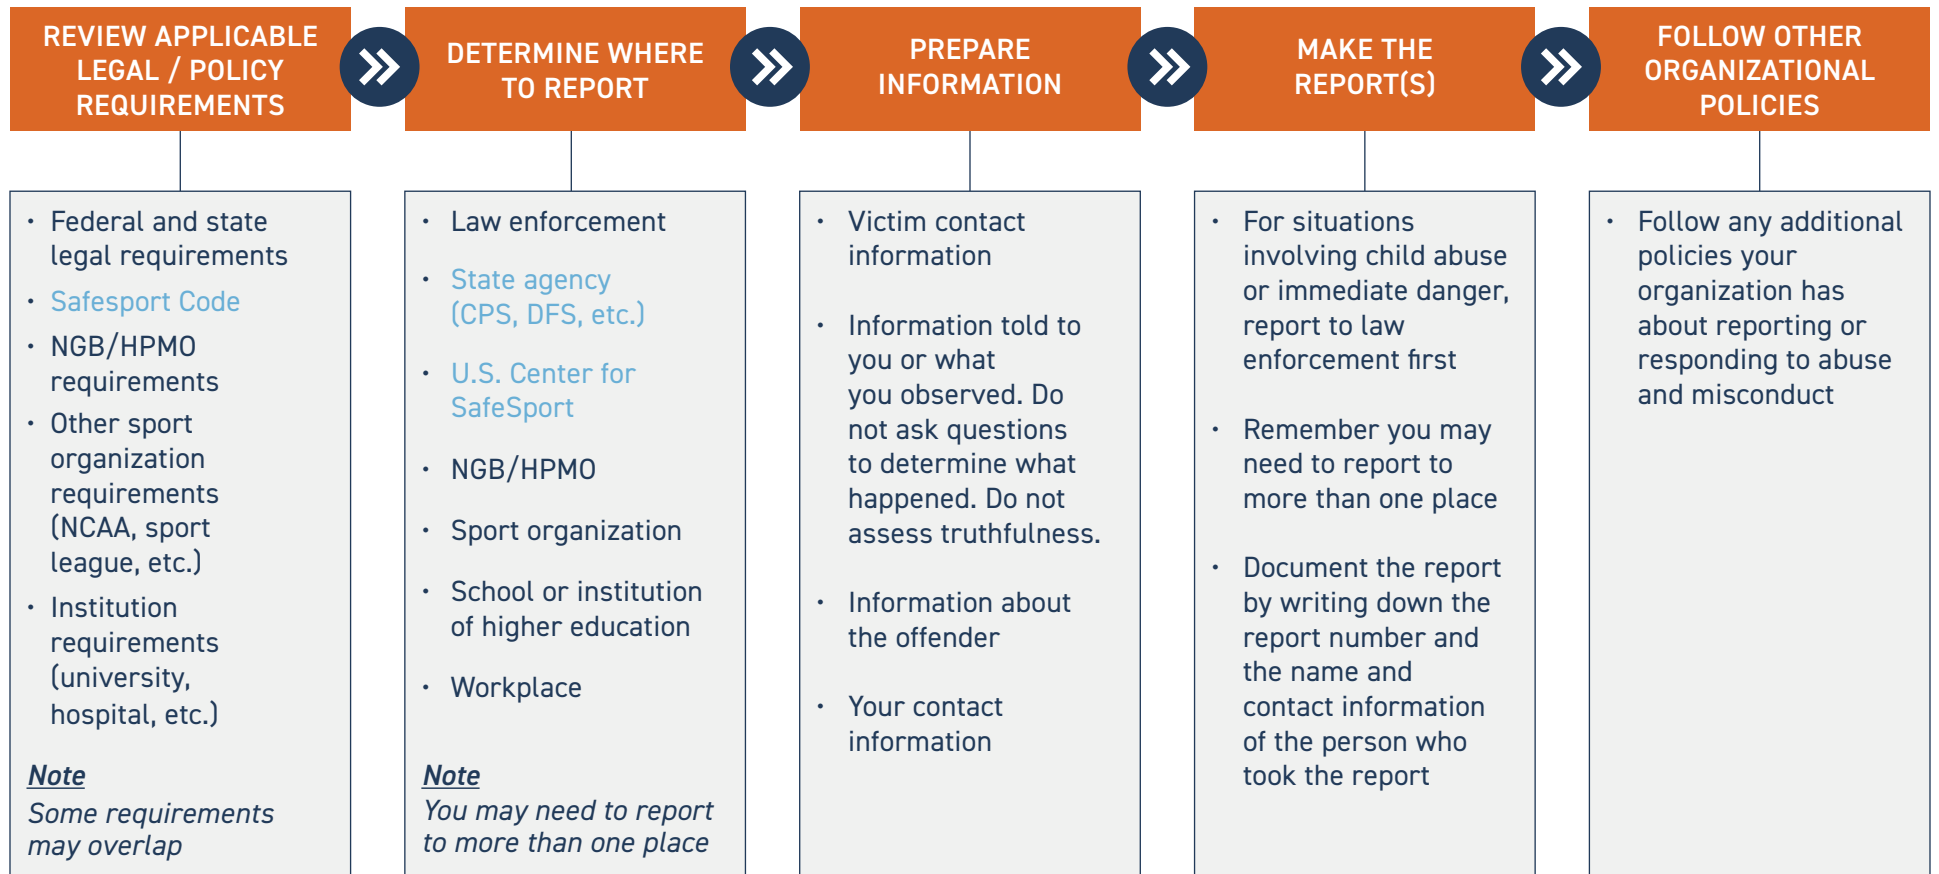 REVIEW APPLICABLE
LEGAL / POLICY
REQUIREMENTS
• Federal and state
legal requirements
• Safesport Code
• NGB/HPMO
requirements
• Other sport
organization
requirements
(NCAA, sport
league, etc.)
• Institution
requirements
(university,
hospital, etc.)
Note
Some requirements
may overlap
DETERMINE WHERE
TO REPORT
• Law enforcement
• State agency
(CPS, DFS, etc.)
• U.S. Center for
SafeSport
• NGB/HPMO
• Sport organization
• School or institution
of higher education
• Workplace
Note
You may need to report
to more than one place
PREPARE
INFORMATION
• Victim contact
information
• Information told to
you or what
you observed. Do
not ask questions
to determine what
happened. Do not
assess truthfulness.
• Information about
the offender
• Your contact
information
MAKE THE
REPORT(S)
• For situations
involving child abuse
or immediate danger,
report to law
enforcement first
• Remember you may
need to report to
more than one place
• Document the report
by writing down the
report number and
the name and
contact information
of the person who
took the report
FOLLOW OTHER
ORGANIZATIONAL
POLICIES
• Follow any additional
policies your
organization has
about reporting or
responding to abuse
and misconduct